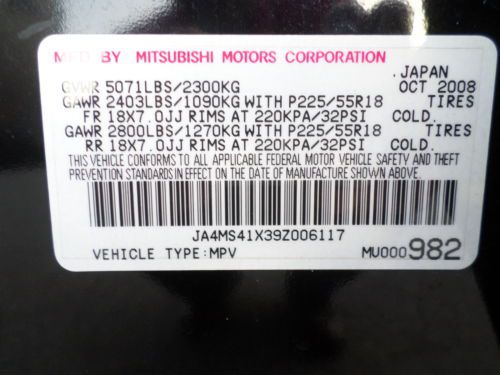 MFD BY MITSUBISHI MOTORS CORPORATION
, JAPAN
GVWR 5071LBS/2300KG OCT 2008
GAWR 2403LBS/1090KG WITH P225/55R18 TIRES
FR 18X7.0JJ RIMS AT 220KPA/32PSI COLD.
GAWR 2800LBS/1270KG WITH P225/55R18 TIRES
RR 18X7.0JJ RIMS AT 220KPA/32PSI COLD.
THIS VEHICLE CONFORMS TO ALL APPLICABLE FEDERAL MOTOR VEHICLE SAFETY AND THEFT
PREVENTION STANDARDS IN EFFECT ON THE DATE OF MANUFACTURE SHOWN ABOVE.
JA4MS41X39Z006117
VEHICLE TYPE:MPV MU000982